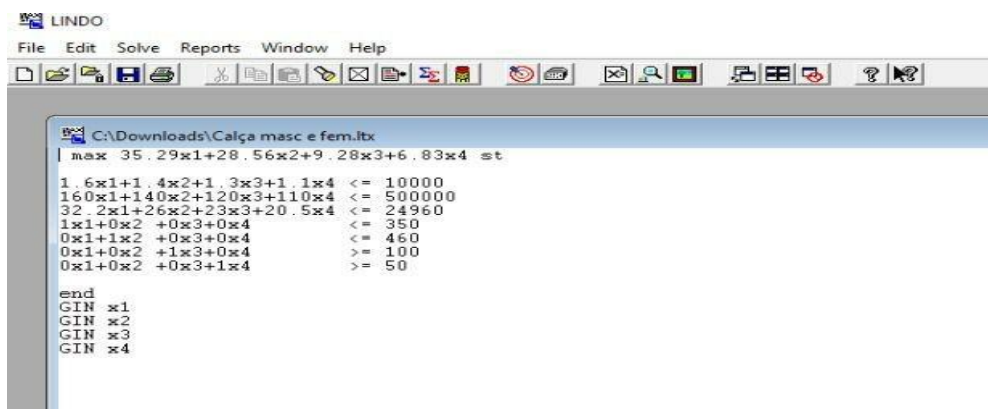 LINDO
File Edit Solve Reports Window Help
C:\Downloads\Calça masc e fem.ltx
max 35.29x1+28.56x2+9.28x3+6.83x4 st
1.6x1+1.4x2+1.3x3+1.1x4 <= 10000
160x1+140x2+120x3+110x4 <= 500000
32.2x1+26x2+23x3+20.5x4 <= 24960
1x1+0x2 +0x3+0x4 <= 350
0x1+1x2 +0x3+0x4 <= 460
0x1+0x2 +1x3+0x4 >= 100
0x1+0x2 +0x3+1x4 >= 50
end
GIN x1
GIN x2
GIN x3
GIN x4